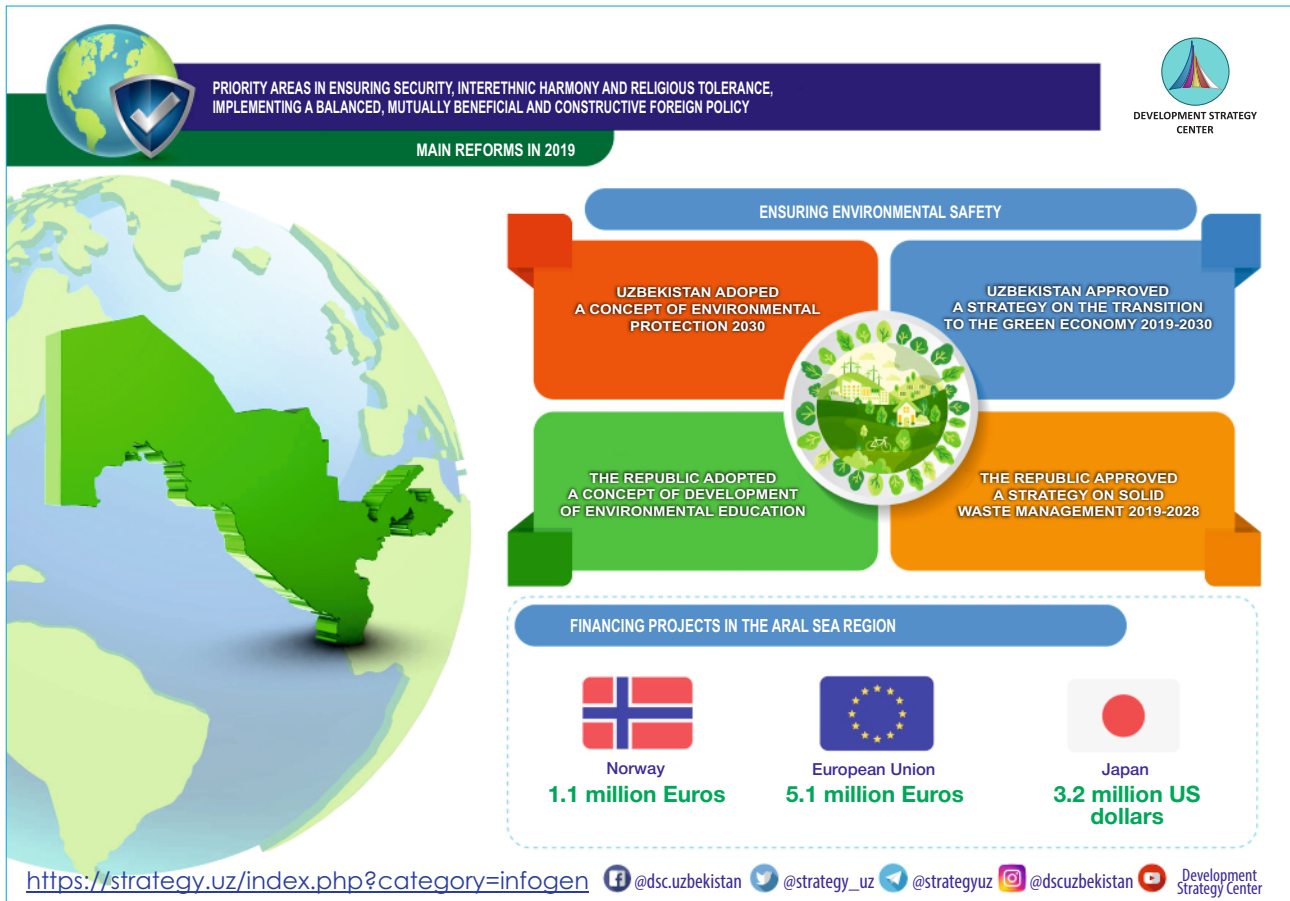 PRIORITY AREAS IN ENSURING SECURITY, INTERETHNIC HARMONY AND RELIGIOUS TOLERANCE,
IMPLEMENTING A BALANCED, MUTUALLY BENEFICIAL AND CONSTRUCTIVE FOREIGN POLICY
MAIN REFORMS IN 2019
DEVELOPMENT STRATEGY
CENTER
ENSURING ENVIRONMENTAL SAFETY
UZBEKISTAN ADOPED
A CONCEPT OF ENVIRONMENTAL
PROTECTION 2030
UZBEKISTAN APPROVED
A STRATEGY ON THE TRANSITION
TO THE GREEN ECONOMY 2019-2030
THE REPUBLIC ADOPTED
A CONCEPT OF DEVELOPMENT
OF ENVIRONMENTAL EDUCATION
THE REPUBLIC APPROVED
A STRATEGY ON SOLID
WASTE MANAGEMENT 2019-2028
FINANCING PROJECTS IN THE ARAL SEA REGION
Norway
1.1 million Euros
European Union
5.1 million Euros
Japan
3.2 million US
dollars
https://strategy.uz/index.php?category=infogen
@dsc.uzbekistan
@strategy_uz
@strategyuz
@dscuzbekistan
Development
Strategy Center